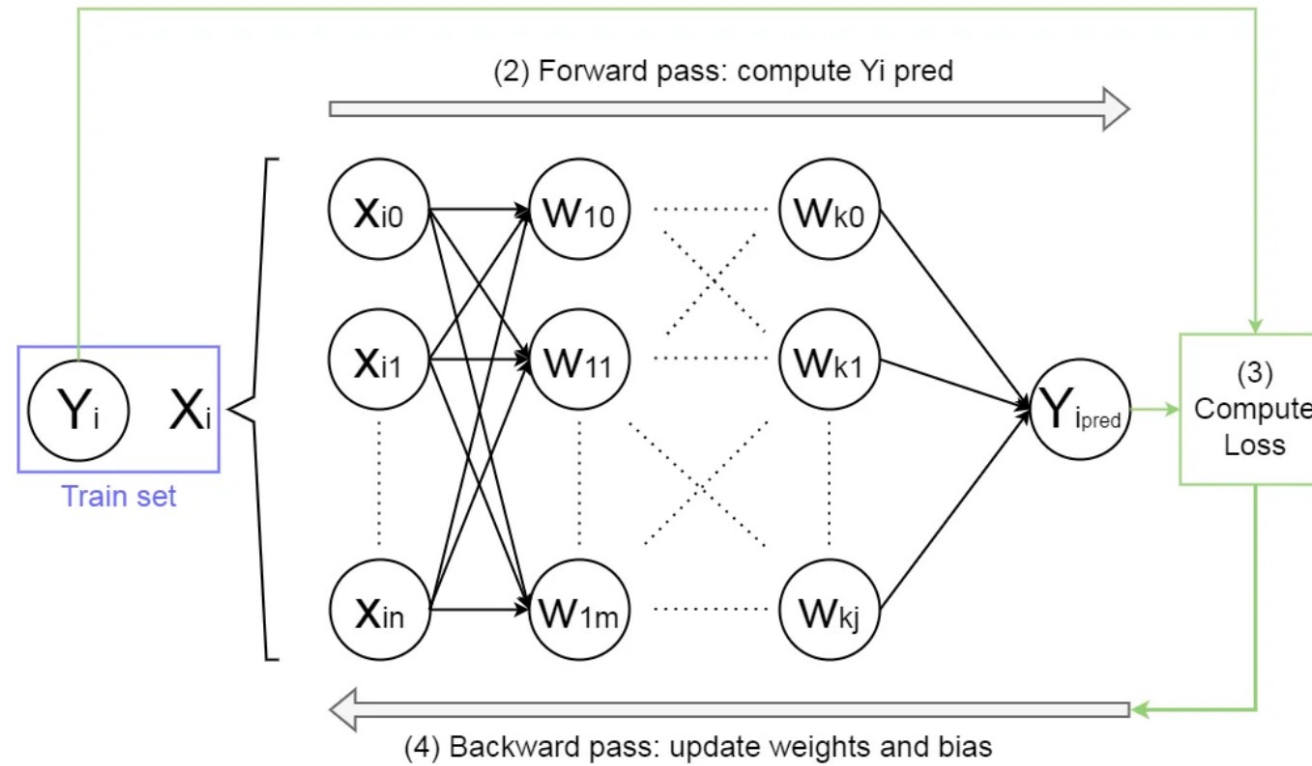 (2) Forward pass: compute Yi pred
Xi0
W10
Wk0
Xi1
W11
Wk1
Yi
Xi
Yipred
(3)
Compute
Loss
Train set
Xin
W1m
Wkj
(4) Backward pass: update weights and bias